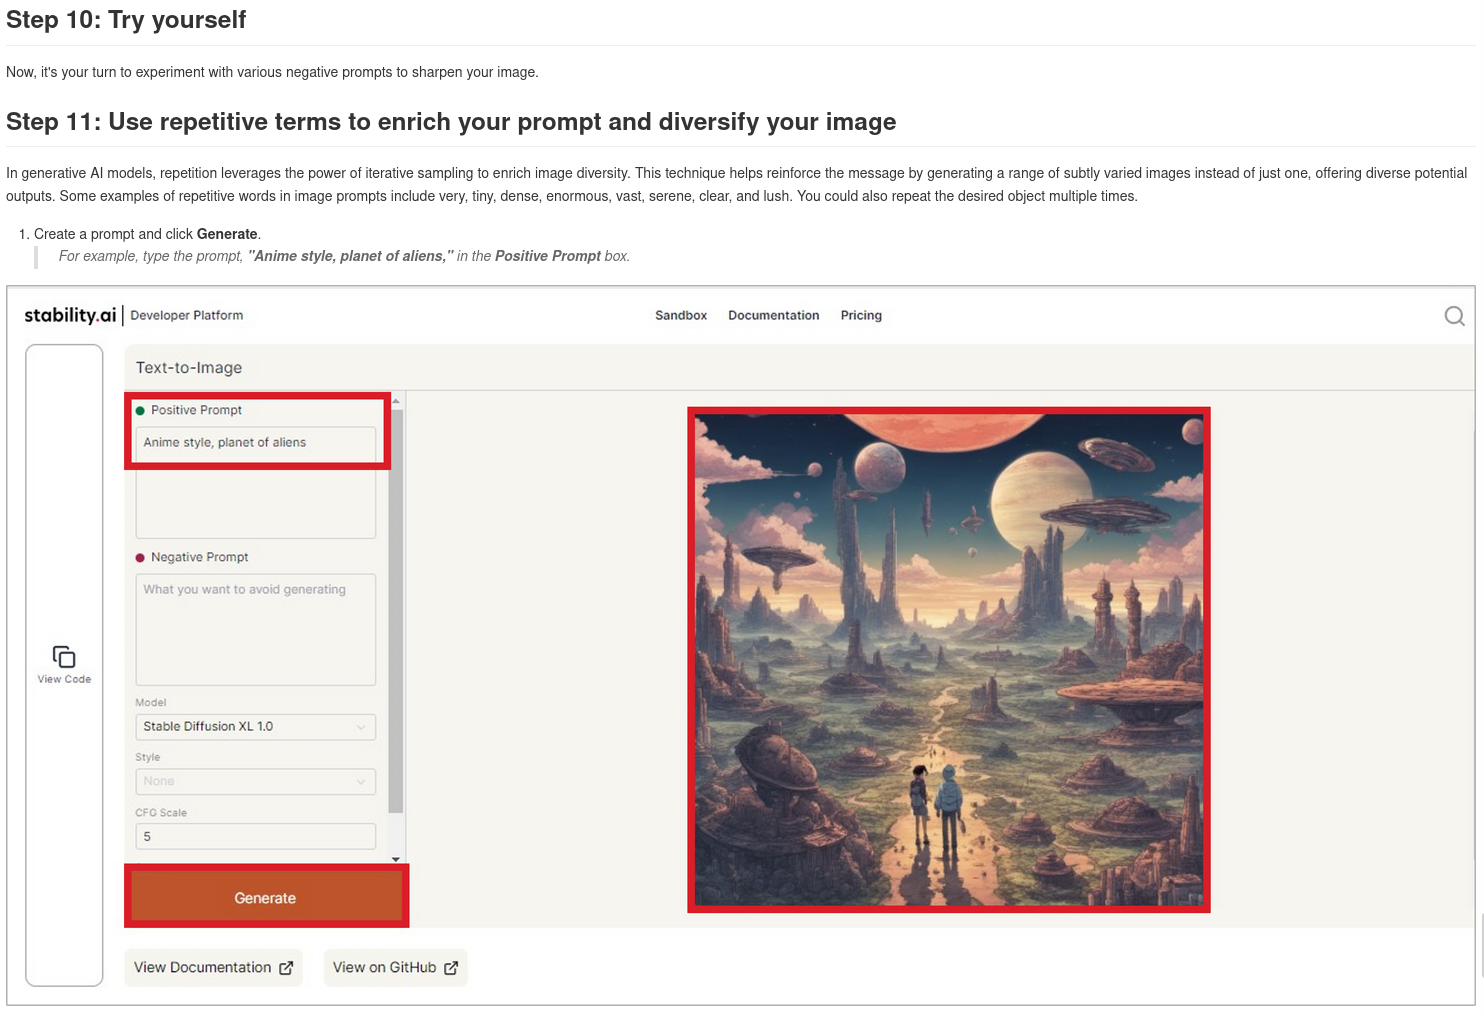 Step 10: Try yourself
Now, it's your turn to experiment with various negative prompts to sharpen your image.
Step 11: Use repetitive terms to enrich your prompt and diversify your image
In generative AI models, repetition leverages the power of iterative sampling to enrich image diversity. This technique helps reinforce the message by generating a range of subtly varied images instead of just one, offering diverse potential
outputs. Some examples of repetitive words in image prompts include very, tiny, dense, enormous, vast, serene, clear, and lush. You could also repeat the desired object multiple times.
1. Create a prompt and click Generate.
For example, type the prompt, "Anime style, planet of aliens," in the Positive Prompt box.
stability.ai | Developer Platform
Sandbox Documentation Pricing
Text-to-Image
Positive Prompt
Anime style, planet of aliens
Negative Prompt
What you want to avoid generating
View Code
Model
Stable Diffusion XL 1.0
Style
None
CFG Scale
5
Generate
View Documentation
View on GitHub